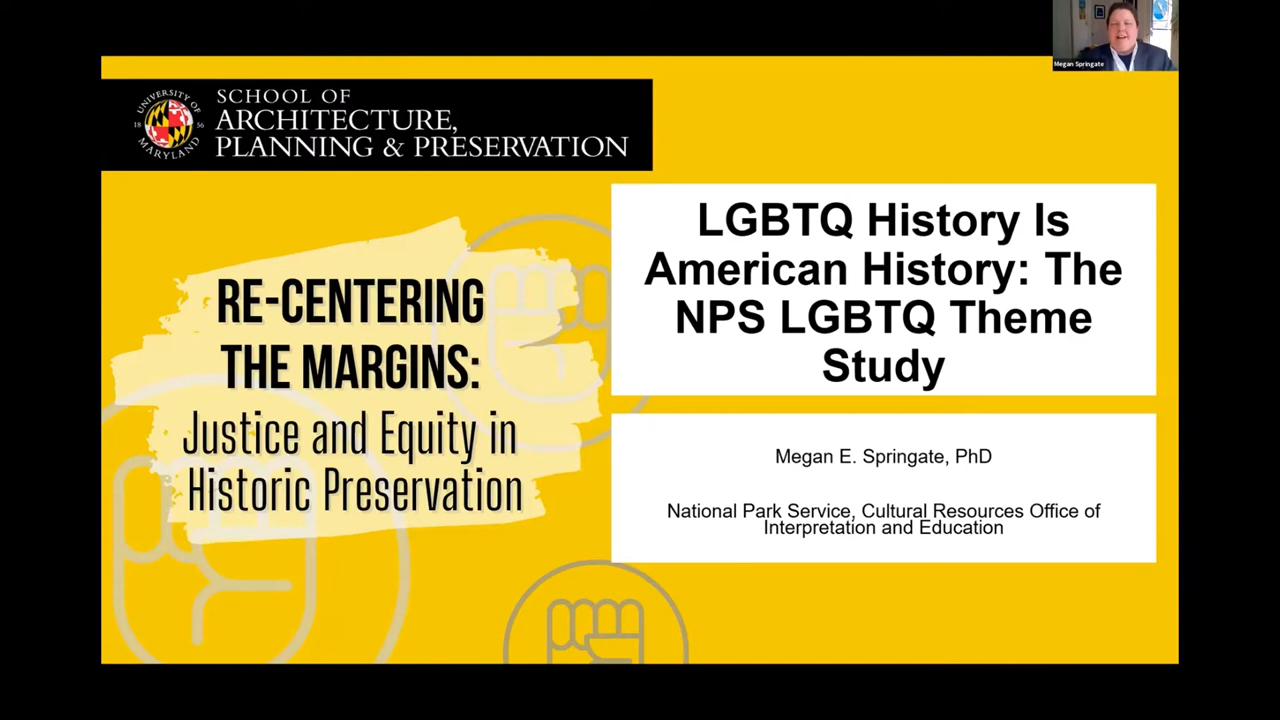 Megan Springate
UNIVERSITY OF
18 56
MARYLAND
SCHOOL OF
ARCHITECTURE,
PLANNING & PRESERVATION
RE-CENTERING
THE MARGINS:
Justice and Equity in
Historic Preservation
LGBTQ History Is
American History: The
NPS LGBTQ Theme
Study
Megan E. Springate, PhD
National Park Service, Cultural Resources Office of
Interpretation and Education